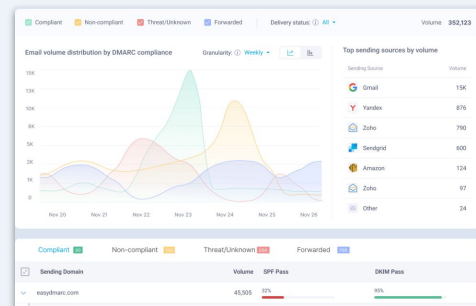 Compliant Non-compliant Threat/Unknown Forwarded Delivery status: All Volume 352,123
Email volume distribution by DMARC compliance Granularity: Weekly
Top sending sources by volume
Sending Source Volume
Gmail 15K
Yandex 876
Zoho 790
Sendgrid 600
Amazon 124
Zoho 97
Other 24
15K
13K
10K
8K
5K
2K
1K
0
Nov 20 Nov 21 Nov 22 Nov 23 Nov 24 Nov 25 Nov 26
Compliant Non-compliant Threat/Unknown Forwarded
Sending Domain Volume SPF Pass DKIM Pass
easydmarc.com 45,505 32% 95%